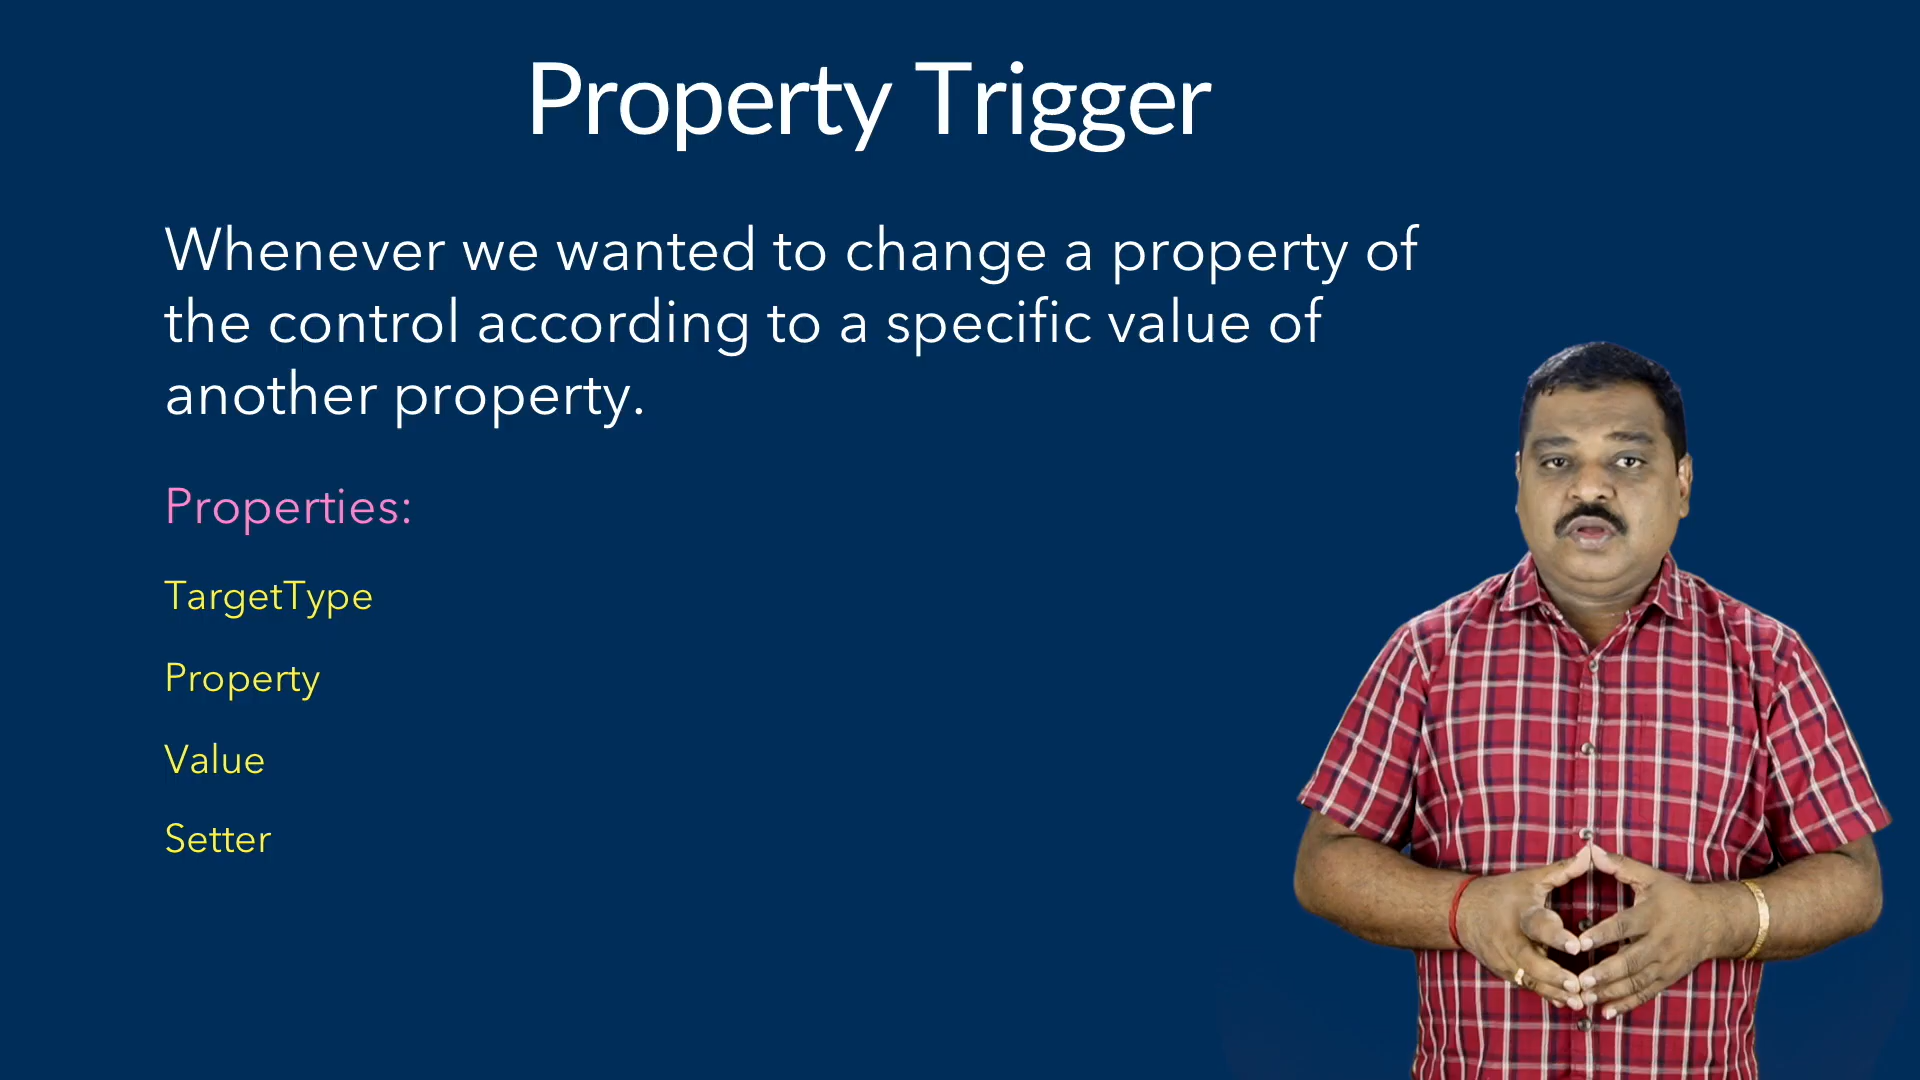 Property Trigger
Whenever we wanted to change a property of
the control according to a specific value of
another property.
Properties:
TargetType
Property
Value
Setter